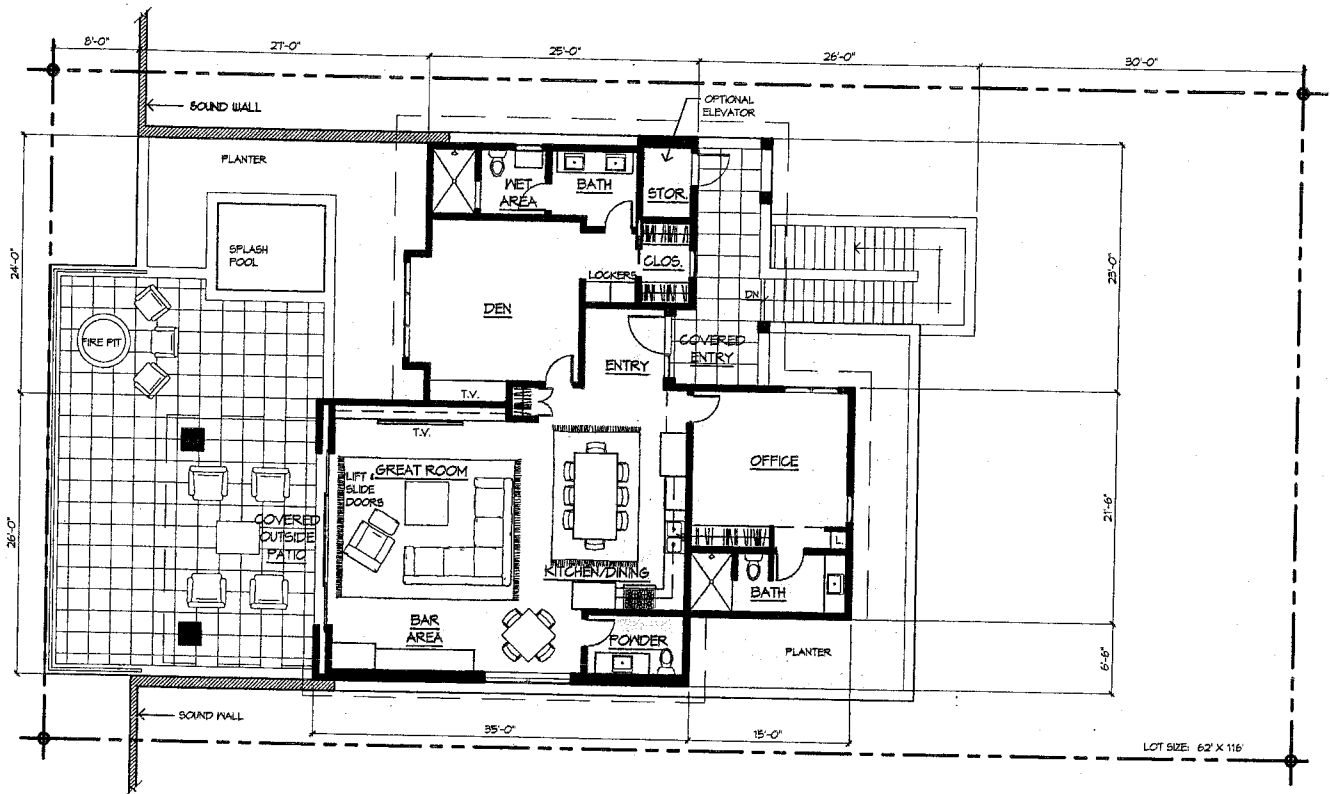 8'-0"
27'-0"
25'-0"
26'-0"
30'-0"
SOUND WALL
OPTIONAL
ELEVATOR
PLANTER
WET
AREA
BATH
STOR.
SPLASH
POOL
CLOS.
LOCKERS
24'-0"
23'-0"
DEN
DN
FIRE PIT
ENTRY
COVERED
ENTRY
T.V.
T.V.
GREAT ROOM
LIFT &
SLIDE
DOORS
OFFICE
COVERED
OUTSIDE
PATIO
26'-0"
21'-6"
L.
KITCHEN/DINING
BATH
BAR
AREA
POWDER
PLANTER
6'-6"
SOUND WALL
35'-0"
15'-0"
LOT SIZE: 62' X 116'